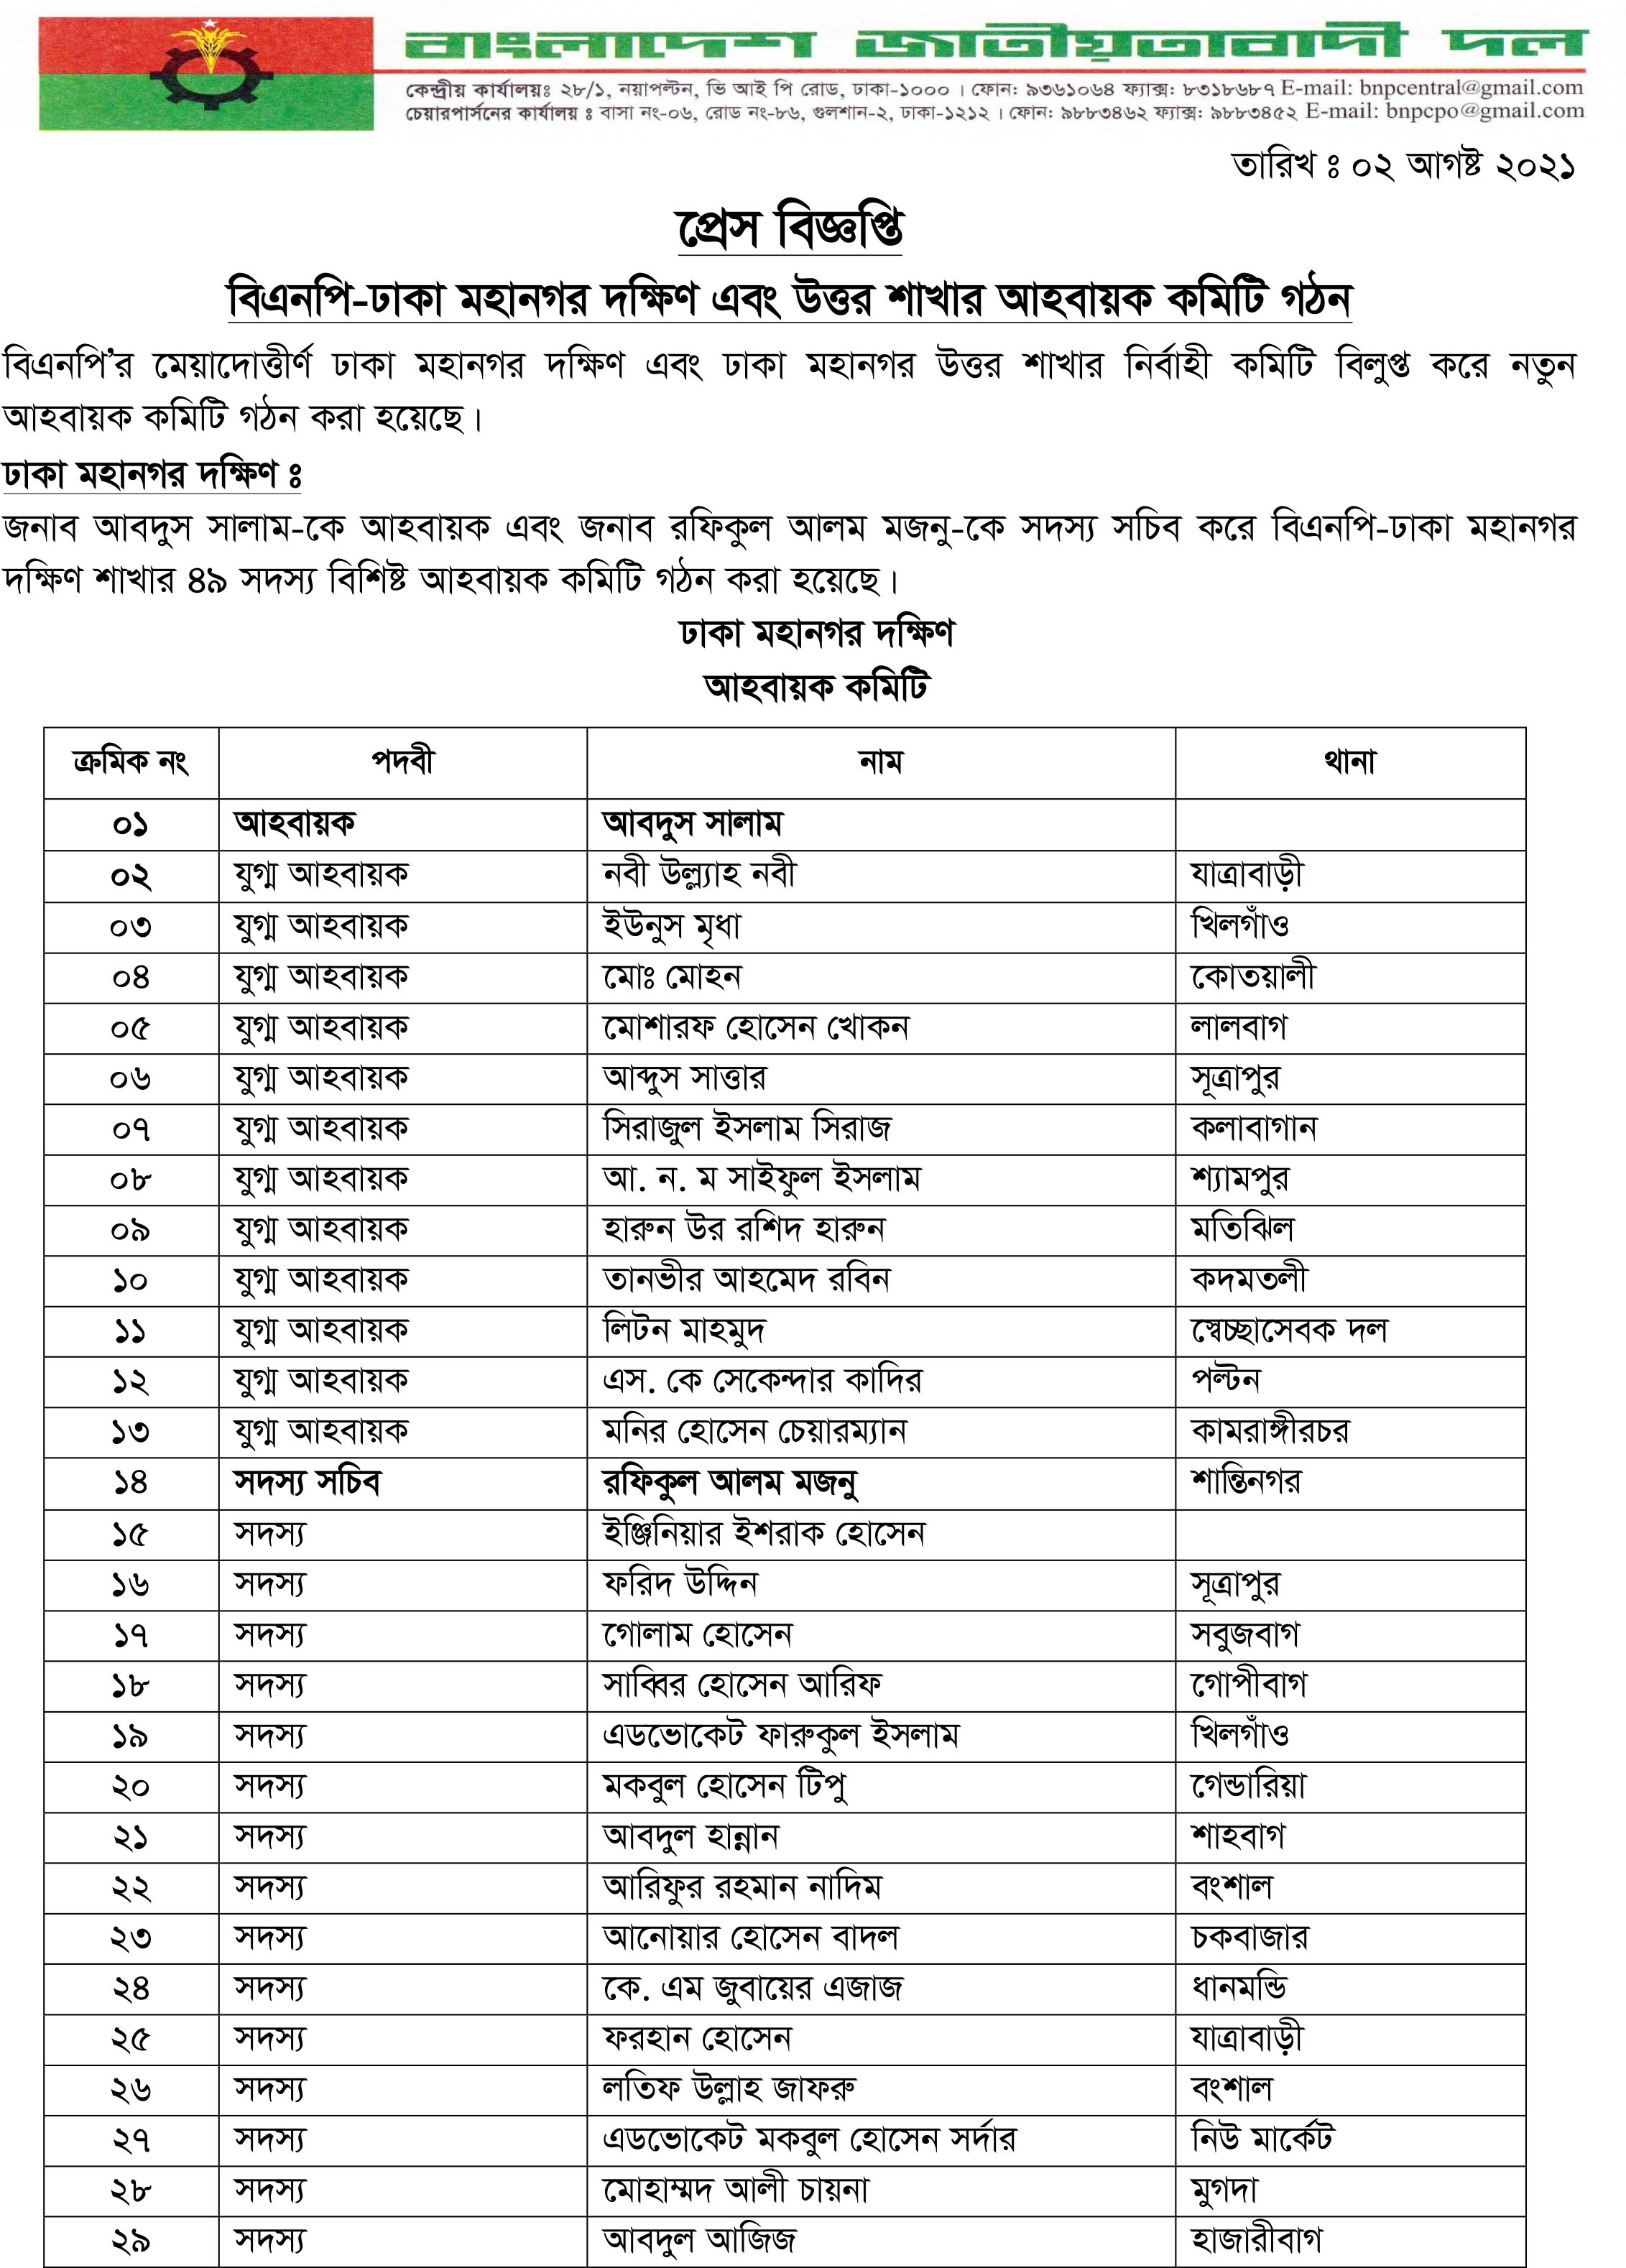 বাংলাদেশ জাতীয়তাবাদী দল
কেন্দ্রীয় কার্যালয়ঃ ২৮/১, নয়াপল্টন, ভি আই পি রোড, ঢাকা-১০০০ । ফোন: ৯৩৬১০৬৪ ফ্যাক্স: ৮৩১৮৬৮৭ E-mail: bnpcentral@gmail.com
চেয়ারপার্সনের কার্যালয় ঃ বাসা নং-০৬, রোড নং-৮৬, গুলশান-২, ঢাকা-১২১২ । ফোন: ৯৮৮৩৪৬২ ফ্যাক্স: ৯৮৮৩৪৫২ E-mail: bnpcpo@gmail.com
তারিখ ঃ ০২ আগষ্ট ২০২১
প্রেস বিজ্ঞপ্তি
বিএনপি-ঢাকা মহানগর দক্ষিণ এবং উত্তর শাখার আহবায়ক কমিটি গঠন
বিএনপি’র মেয়াদোত্তীর্ণ ঢাকা মহানগর দক্ষিণ এবং ঢাকা মহানগর উত্তর শাখার নির্বাহী কমিটি বিলুপ্ত করে নতুন
আহবায়ক কমিটি গঠন করা হয়েছে।
ঢাকা মহানগর দক্ষিণ ঃ
জনাব আবদুস সালাম-কে আহবায়ক এবং জনাব রফিকুল আলম মজনু-কে সদস্য সচিব করে বিএনপি-ঢাকা মহানগর
দক্ষিণ শাখার ৪৯ সদস্য বিশিষ্ট আহবায়ক কমিটি গঠন করা হয়েছে।
ঢাকা মহানগর দক্ষিণ
আহবায়ক কমিটি
ক্রমিক নং পদবী নাম থানা
০১ আহবায়ক আবদুস সালাম
০২ যুগ্ম আহবায়ক নবী উল্ল্যাহ নবী যাত্রাবাড়ী
০৩ যুগ্ম আহবায়ক ইউনুস মৃধা খিলগাঁও
০৪ যুগ্ম আহবায়ক মোঃ মোহন কোতয়ালী
০৫ যুগ্ম আহবায়ক মোশারফ হোসেন খোকন লালবাগ
০৬ যুগ্ম আহবায়ক আব্দুস সাত্তার সূত্রাপুর
০৭ যুগ্ম আহবায়ক সিরাজুল ইসলাম সিরাজ কলাবাগান
০৮ যুগ্ম আহবায়ক আ. ন. ম সাইফুল ইসলাম শ্যামপুর
০৯ যুগ্ম আহবায়ক হারুন উর রশিদ হারুন মতিঝিল
১০ যুগ্ম আহবায়ক তানভীর আহমেদ রবিন কদমতলী
১১ যুগ্ম আহবায়ক লিটন মাহমুদ স্বেচ্ছাসেবক দল
১২ যুগ্ম আহবায়ক এস. কে সেকেন্দার কাদির পল্টন
১৩ যুগ্ম আহবায়ক মনির হোসেন চেয়ারম্যান কামরাঙ্গীরচর
১৪ সদস্য সচিব রফিকুল আলম মজনু শান্তিনগর
১৫ সদস্য ইঞ্জিনিয়ার ইশরাক হোসেন
১৬ সদস্য ফরিদ উদ্দিন সূত্রাপুর
১৭ সদস্য গোলাম হোসেন সবুজবাগ
১৮ সদস্য সাব্বির হোসেন আরিফ গোপীবাগ
১৯ সদস্য এডভোকেট ফারুকুল ইসলাম খিলগাঁও
২০ সদস্য মকবুল হোসেন টিপু গেন্ডারিয়া
২১ সদস্য আবদুল হান্নান শাহবাগ
২২ সদস্য আরিফুর রহমান নাদিম বংশাল
২৩ সদস্য আনোয়ার হোসেন বাদল চকবাজার
২৪ সদস্য কে. এম জুবায়ের এজাজ ধানমন্ডি
২৫ সদস্য ফরহান হোসেন যাত্রাবাড়ী
২৬ সদস্য লতিফ উল্লাহ জাফরু বংশাল
২৭ সদস্য এডভোকেট মকবুল হোসেন সর্দার নিউ মার্কেট
২৮ সদস্য মোহাম্মদ আলী চায়না মুগদা
২৯ সদস্য আবদুল আজিজ হাজারীবাগ